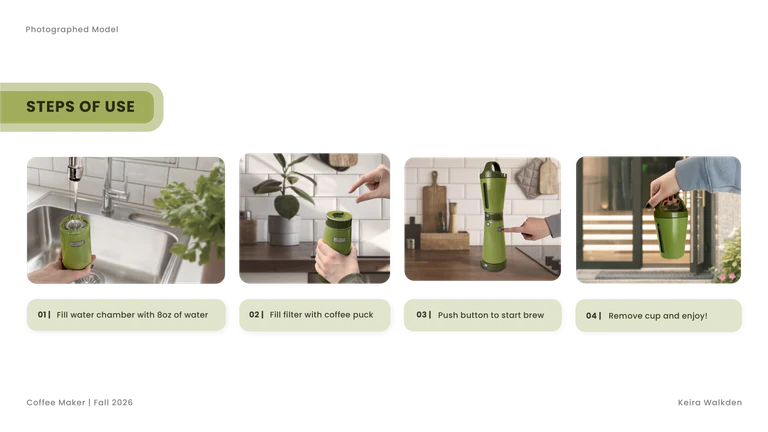 Photographed Model
STEPS OF USE
01 | Fill water chamber with 8oz of water
02 | Fill filter with coffee puck
03 | Push button to start brew
04 | Remove cup and enjoy!
Coffee Maker | Fall 2026
Keira Walkden